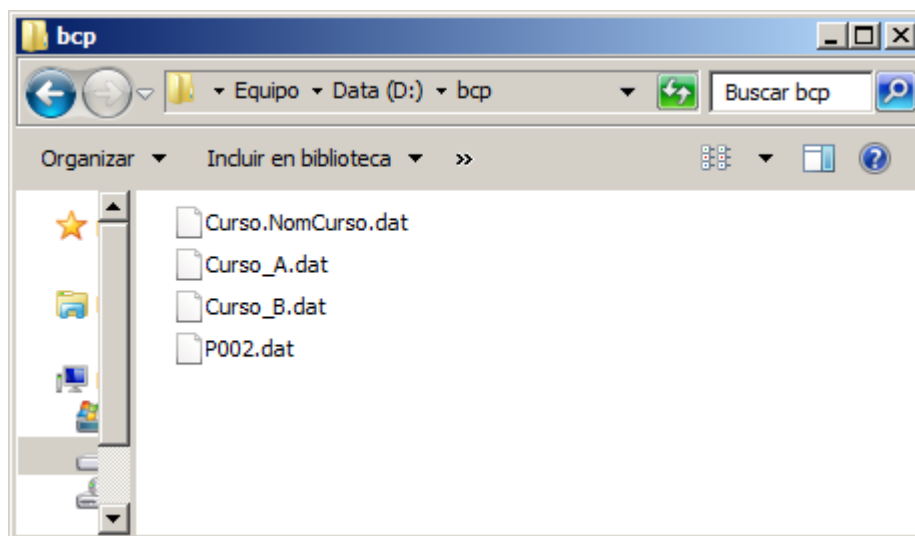 bcp
Equipo Data (D:) bcp Buscar bcp
Organizar Incluir en biblioteca »
Curso.NomCurso.dat
Curso_A.dat
Curso_B.dat
P002.dat